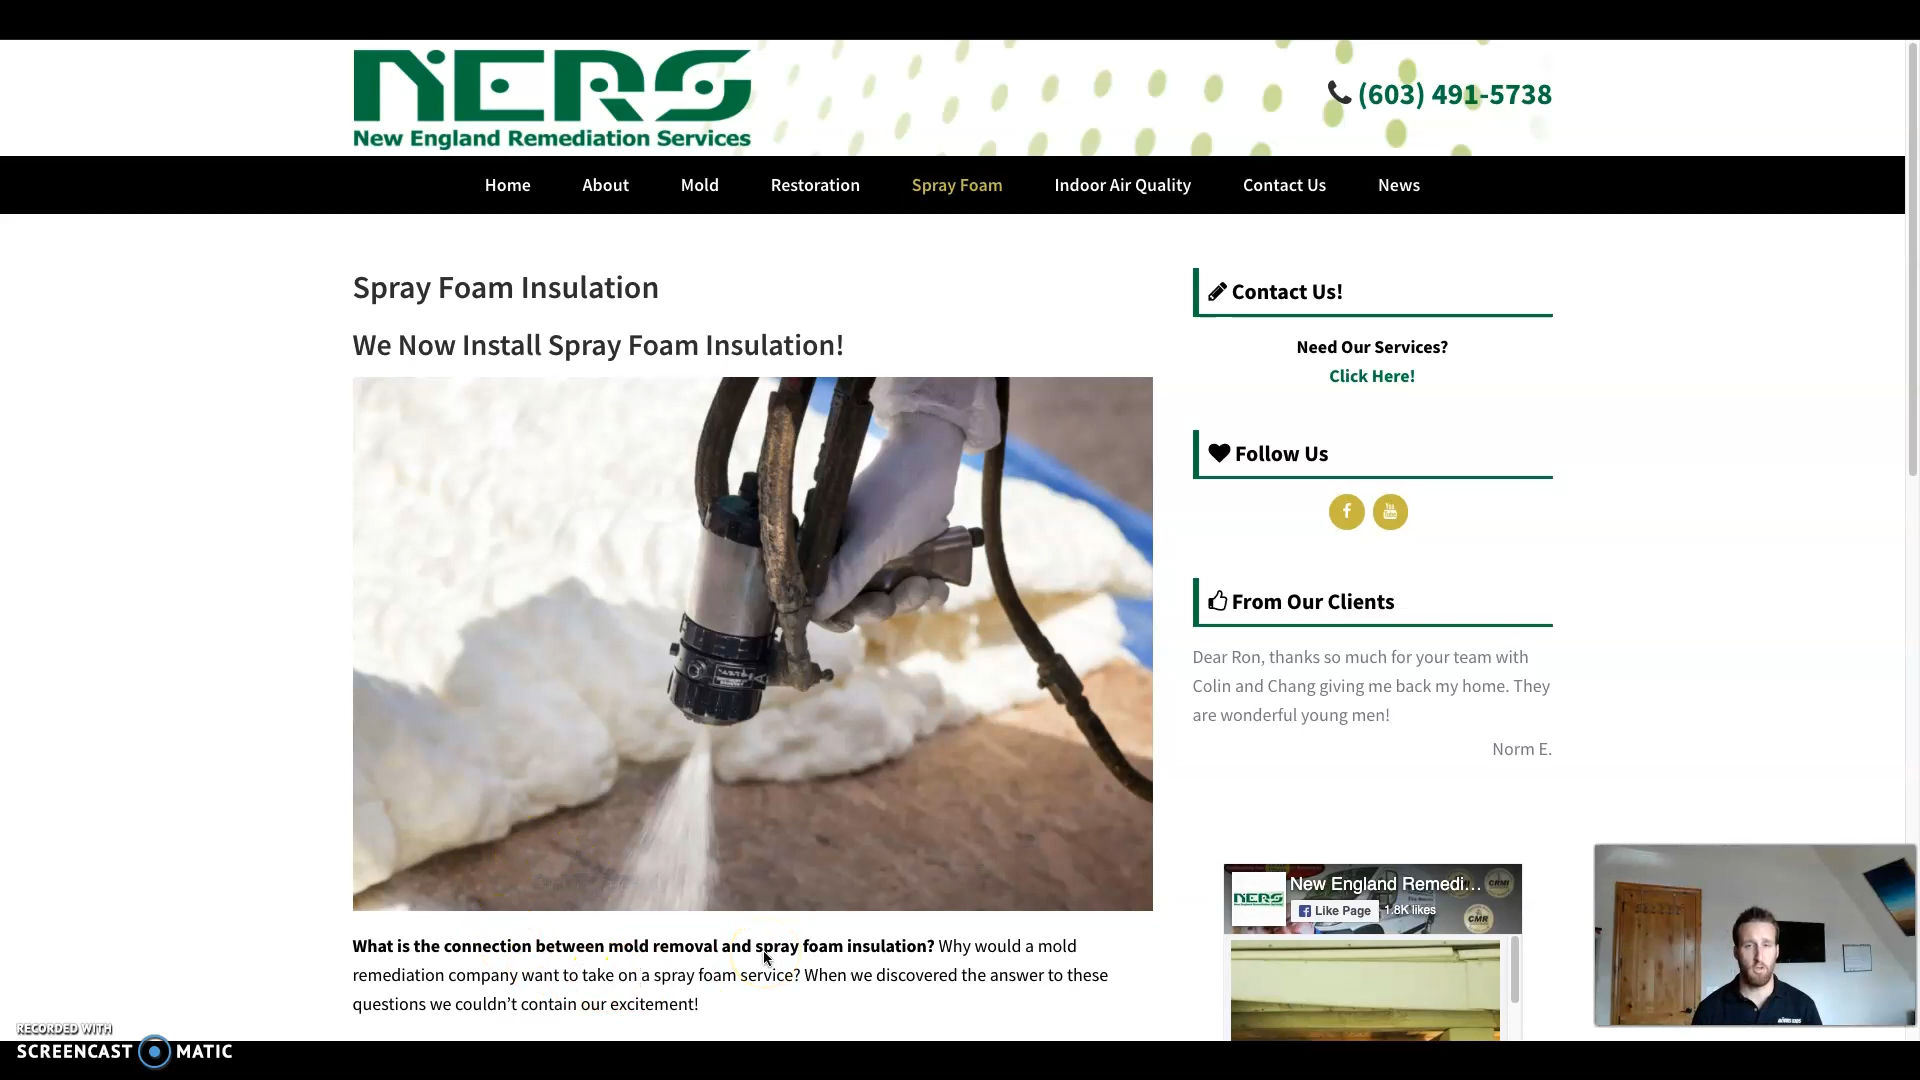 NERS
New England Remediation Services
(603) 491-5738
Home About Mold Restoration Spray Foam Indoor Air Quality Contact Us News
Spray Foam Insulation
We Now Install Spray Foam Insulation!
What is the connection between mold removal and spray foam insulation? Why would a mold
remediation company want to take on a spray foam service? When we discovered the answer to these
questions we couldn't contain our excitement!
Contact Us!
Need Our Services?
Click Here!
Follow Us
You
Tube
From Our Clients
Dear Ron, thanks so much for your team with
Colin and Chang giving me back my home. They
are wonderful young men!
Norm E.
NERS
New England Remedi...
Like Page
1.8K likes
CRMI
CMR
RECORDED WITH
SCREENCAST MATIC